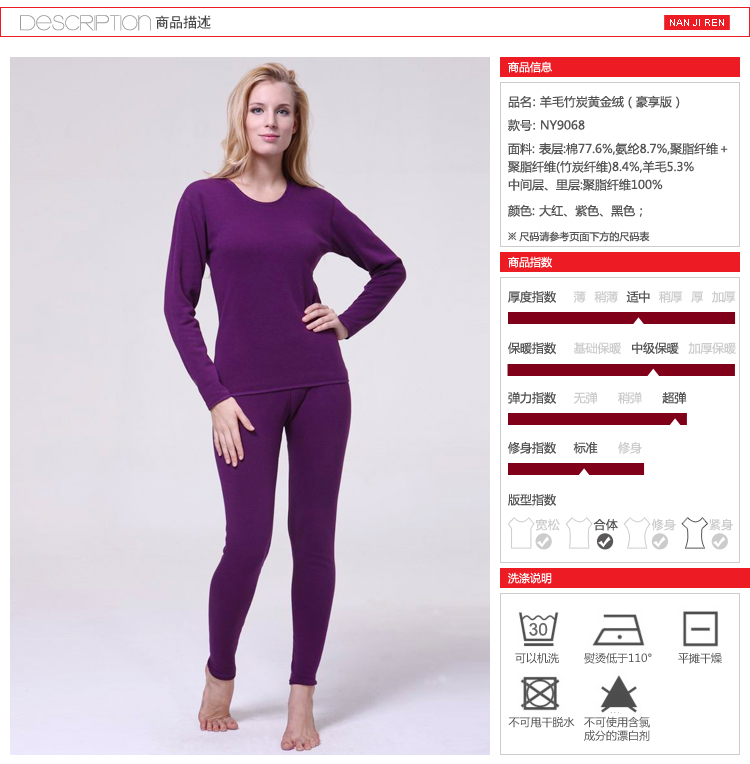 DESCRIPTION 商品描述
NAN JI REN
商品信息
品名: 羊毛竹炭黄金绒（豪享版）
款号: NY9068
面料: 表层:棉77.6%,氨纶8.7%,聚脂纤维+
聚脂纤维(竹炭纤维)8.4%,羊毛5.3%
中间层、里层:聚脂纤维100%
颜色: 大红、紫色、黑色；
※ 尺码请参考页面下方的尺码表
商品指数
厚度指数 薄 稍薄 适中 稍厚 厚 加厚
保暖指数 基础保暖 中级保暖 加厚保暖
弹力指数 无弹 稍弹 超弹
修身指数 标准 修身
版型指数
宽松 合体 修身 紧身
洗涤说明
30
可以机洗 熨烫低于110° 平摊干燥
不可甩干脱水 不可使用含氯
成分的漂白剂